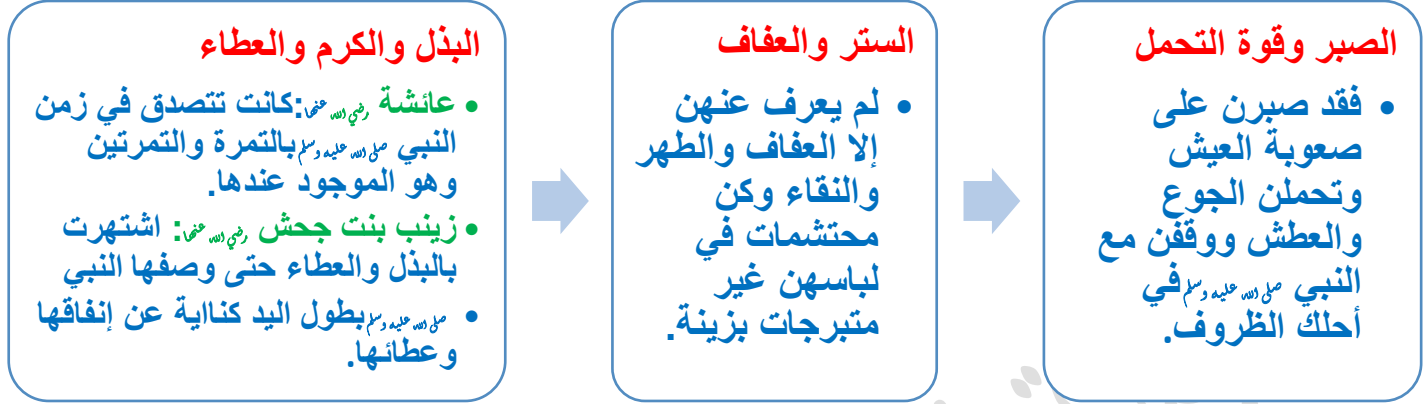 البذل والكرم والعطاء
• عائشة رضي الله عنها:كانت تتصدق في زمن
النبي صلى الله عليه وسلم بالتمرة والتمرتين
وهو الموجود عندها.
• زينب بنت جحش رضي الله عنها: اشتهرت
بالبذل والعطاء حتى وصفها النبي
• صلى الله عليه وسلم بطول اليد كنااية عن إنفاقها
وعطائها.
الستر والعفاف
• لم يعرف عنهن
إلا العفاف والطهر
والنقاء وكن
محتشمات في
لباسهن غير
متبرجات بزينة.
الصبر وقوة التحمل
• فقد صبرن على
صعوبة العيش
وتحملن الجوع
والعطش ووقفن مع
النبي صلى الله عليه وسلم في
أحلك الظروف.